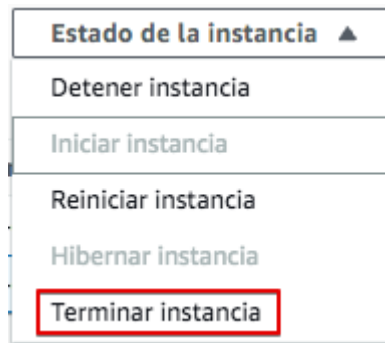 Estado de la instancia ▲
Detener instancia
Iniciar instancia
Reiniciar instancia
Hibernar instancia
Terminar instancia